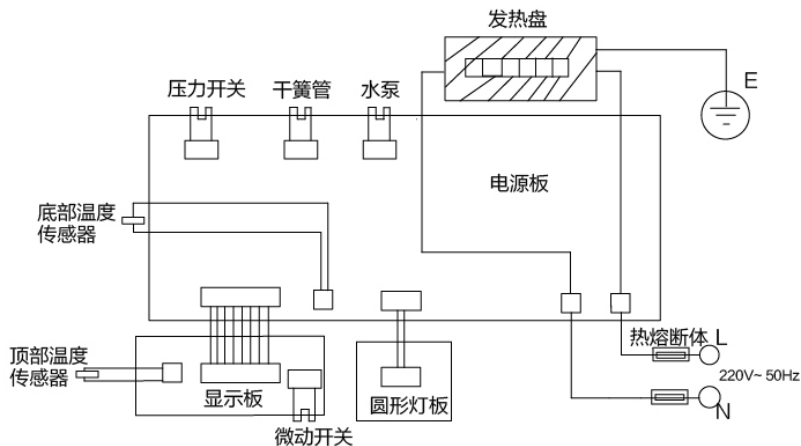 发热盘
E
压力开关
干簧管
水泵
电源板
底部温度
传感器
热熔断体
L
顶部温度
传感器
220V~ 50Hz
显示板
圆形灯板
N
微动开关